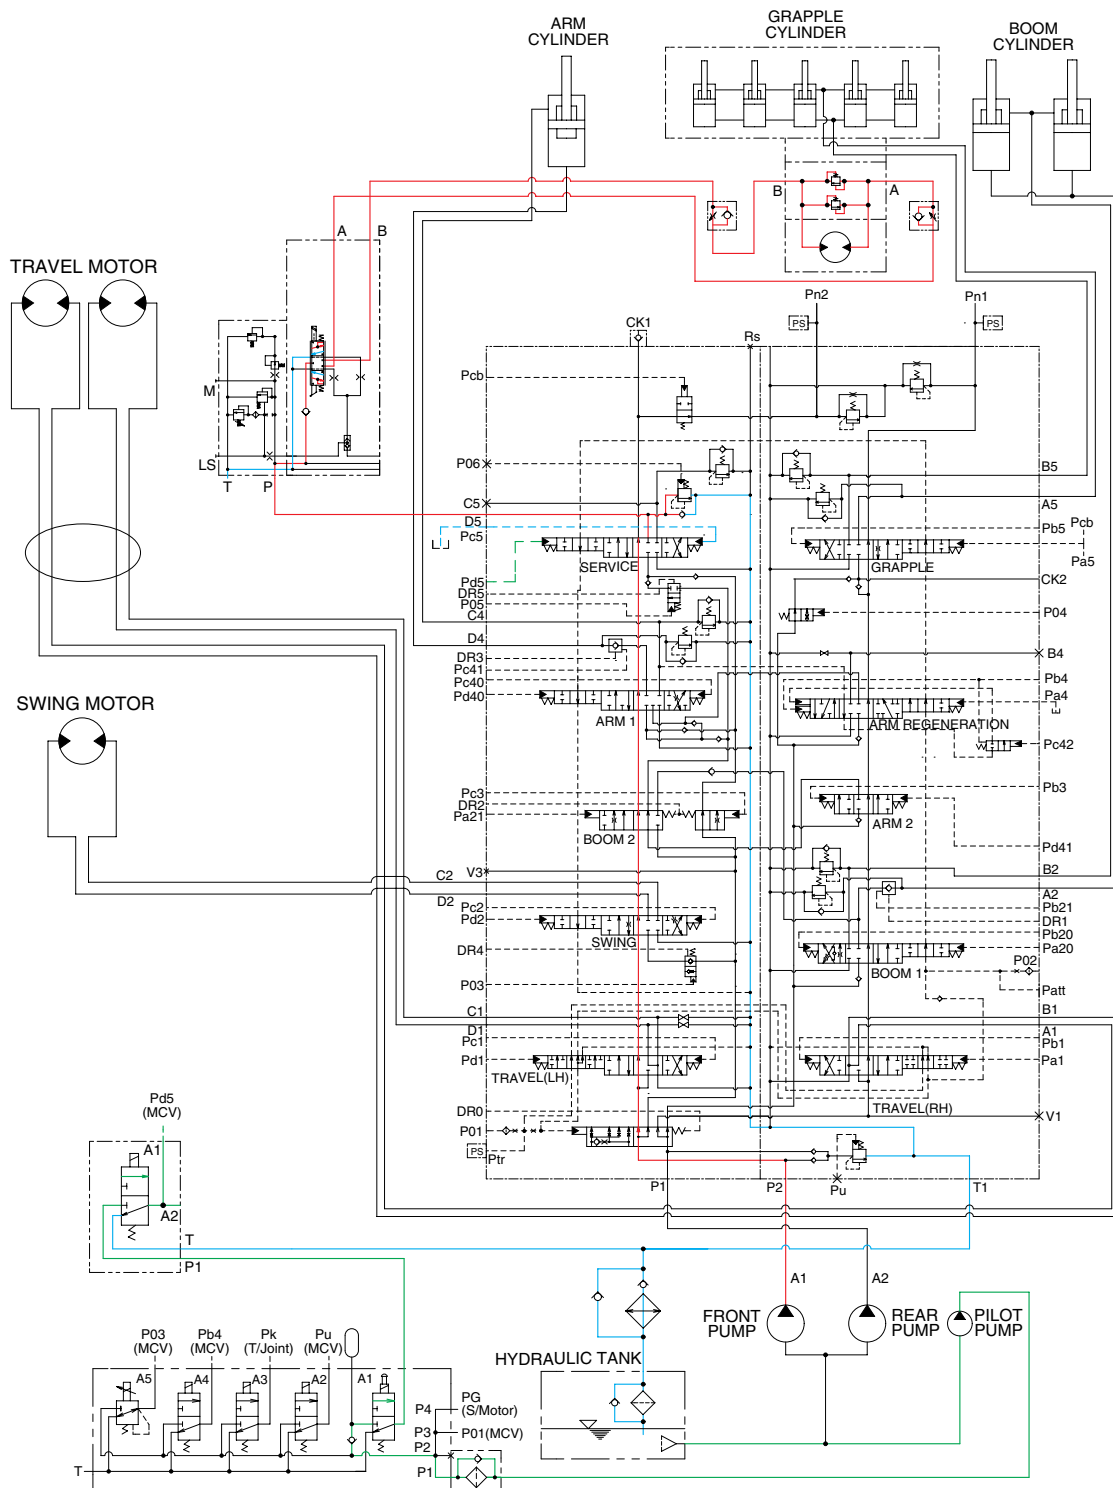 ARM
CYLINDER
GRAPPLE
CYLINDER
BOOM
CYLINDER
B
A
A
B
TRAVEL MOTOR
Pn2
Pn1
PS
PS
CK1
Rs
Pcb
M
LS
T
P
P06
B5
C5
A5
D5
Pb5
Pcb
Pc5
SERVICE
GRAPPLE
Pa5
Pd5
CK2
DR5
P05
P04
C4
D4
B4
DR3
Pc41
Pc40
Pb4
Pd40
Pa4
ARM 1
ARM REGENERATION
E
SWING MOTOR
Pc42
Pc3
Pb3
DR2
Pa21
ARM 2
BOOM 2
Pd41
V3
B2
C2
A2
D2
Pc2
Pb21
Pd2
DR1
Pb20
SWING
Pa20
DR4
BOOM 1
P02
P03
Patt
C1
B1
D1
A1
Pc1
Pb1
Pd1
Pa1
TRAVEL(LH)
TRAVEL(RH)
DR0
V1
P01
PS
Ptr
P1
P2
Pu
T1
Pd5
(MCV)
A1
A2
T
P1
A1
A2
FRONT
PUMP
REAR
PUMP
PILOT
PUMP
HYDRAULIC TANK
P03
(MCV)
Pb4
(MCV)
Pk
(T/Joint)
Pu
(MCV)
A5
A4
A3
A2
A1
P4
PG
(S/Motor)
P3
P01(MCV)
P2
T
P1